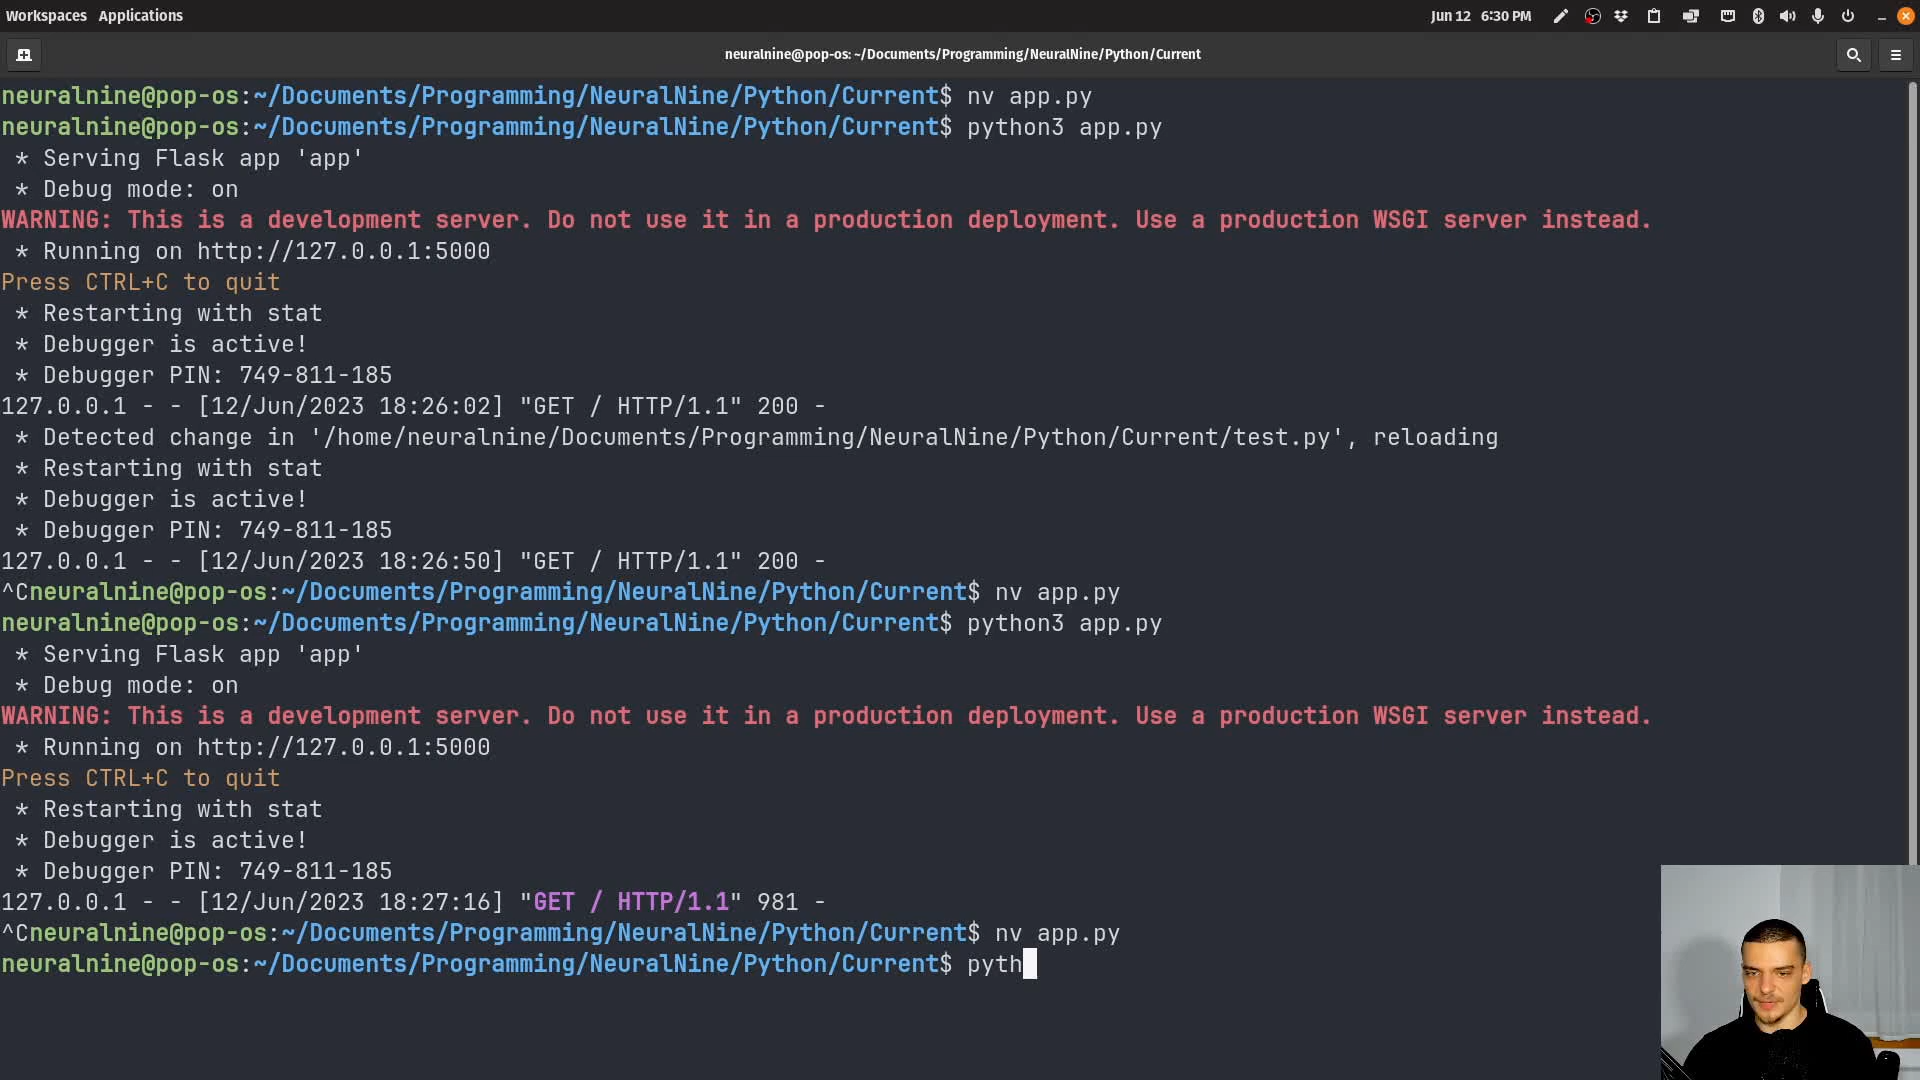 Workspaces Applications
Jun 12 6:30 PM
neuralnine@pop-os: ~/Documents/Programming/NeuralNine/Python/Current
neuralnine@pop-os:~/Documents/Programming/NeuralNine/Python/Current$ nv app.py
neuralnine@pop-os:~/Documents/Programming/NeuralNine/Python/Current$ python3 app.py
* Serving Flask app 'app'
* Debug mode: on
WARNING: This is a development server. Do not use it in a production deployment. Use a production WSGI server instead.
* Running on http://127.0.0.1:5000
Press CTRL+C to quit
* Restarting with stat
* Debugger is active!
* Debugger PIN: 749-811-185
127.0.0.1 - - [12/Jun/2023 18:26:02] "GET / HTTP/1.1" 200 -
* Detected change in '/home/neuralnine/Documents/Programming/NeuralNine/Python/Current/test.py', reloading
* Restarting with stat
* Debugger is active!
* Debugger PIN: 749-811-185
127.0.0.1 - - [12/Jun/2023 18:26:50] "GET / HTTP/1.1" 200 -
^Cneuralnine@pop-os:~/Documents/Programming/NeuralNine/Python/Current$ nv app.py
neuralnine@pop-os:~/Documents/Programming/NeuralNine/Python/Current$ python3 app.py
* Serving Flask app 'app'
* Debug mode: on
WARNING: This is a development server. Do not use it in a production deployment. Use a production WSGI server instead.
* Running on http://127.0.0.1:5000
Press CTRL+C to quit
* Restarting with stat
* Debugger is active!
* Debugger PIN: 749-811-185
127.0.0.1 - - [12/Jun/2023 18:27:16] "GET / HTTP/1.1" 981 -
^Cneuralnine@pop-os:~/Documents/Programming/NeuralNine/Python/Current$ nv app.py
neuralnine@pop-os:~/Documents/Programming/NeuralNine/Python/Current$ pyth